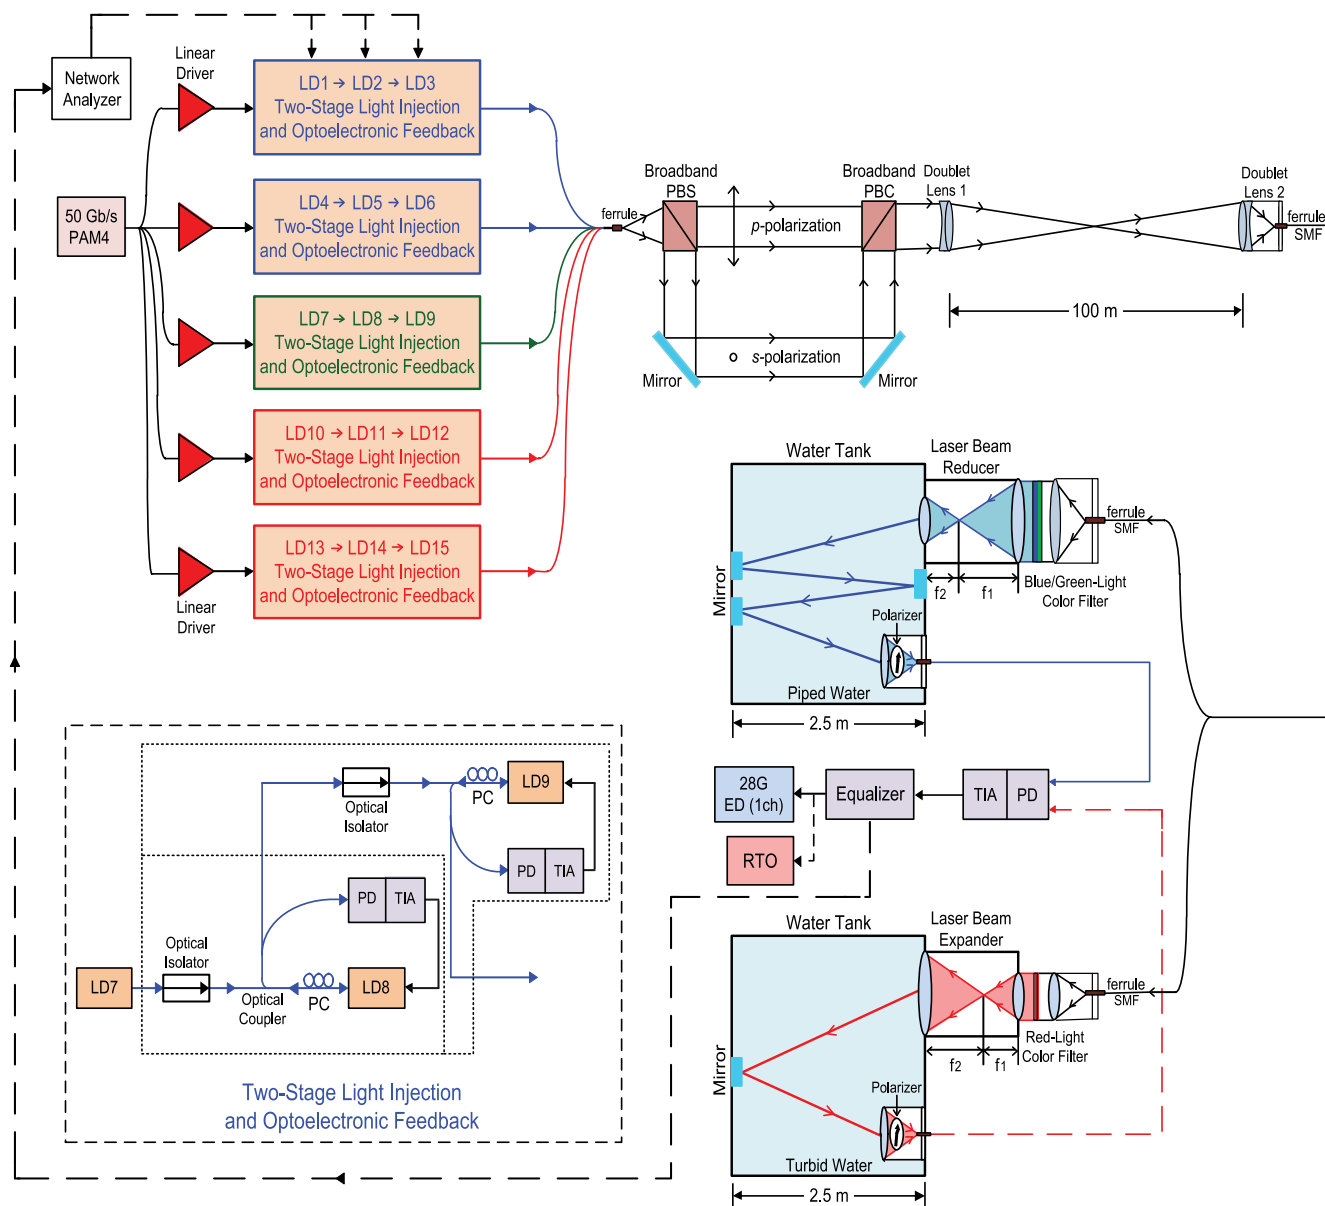 Network
Analyzer
Linear
Driver
LD1 → LD2 → LD3
Two-Stage Light Injection
and Optoelectronic Feedback
50 Gb/s
PAM4
LD4 → LD5 → LD6
Two-Stage Light Injection
and Optoelectronic Feedback
LD7 → LD8 → LD9
Two-Stage Light Injection
and Optoelectronic Feedback
LD10 → LD11 → LD12
Two-Stage Light Injection
and Optoelectronic Feedback
LD13 → LD14 → LD15
Two-Stage Light Injection
and Optoelectronic Feedback
Linear
Driver
ferrule
Broadband
PBS
p-polarization
Broadband
PBC
Doublet
Lens 1
Doublet
Lens 2
ferrule
SMF
100 m
s-polarization
Mirror
Mirror
Water Tank
Laser Beam
Reducer
ferrule
SMF
Mirror
f2
f1
Blue/Green-Light
Color Filter
Polarizer
Piped Water
2.5 m
28G
ED (1ch)
Equalizer
TIA
PD
RTO
Water Tank
Laser Beam
Expander
ferrule
SMF
Mirror
f2
f1
Red-Light
Color Filter
Polarizer
Turbid Water
2.5 m
Optical
Isolator
PC
LD9
PD
TIA
PD
TIA
LD7
Optical
Isolator
Optical
Coupler
PC
LD8
Two-Stage Light Injection
and Optoelectronic Feedback